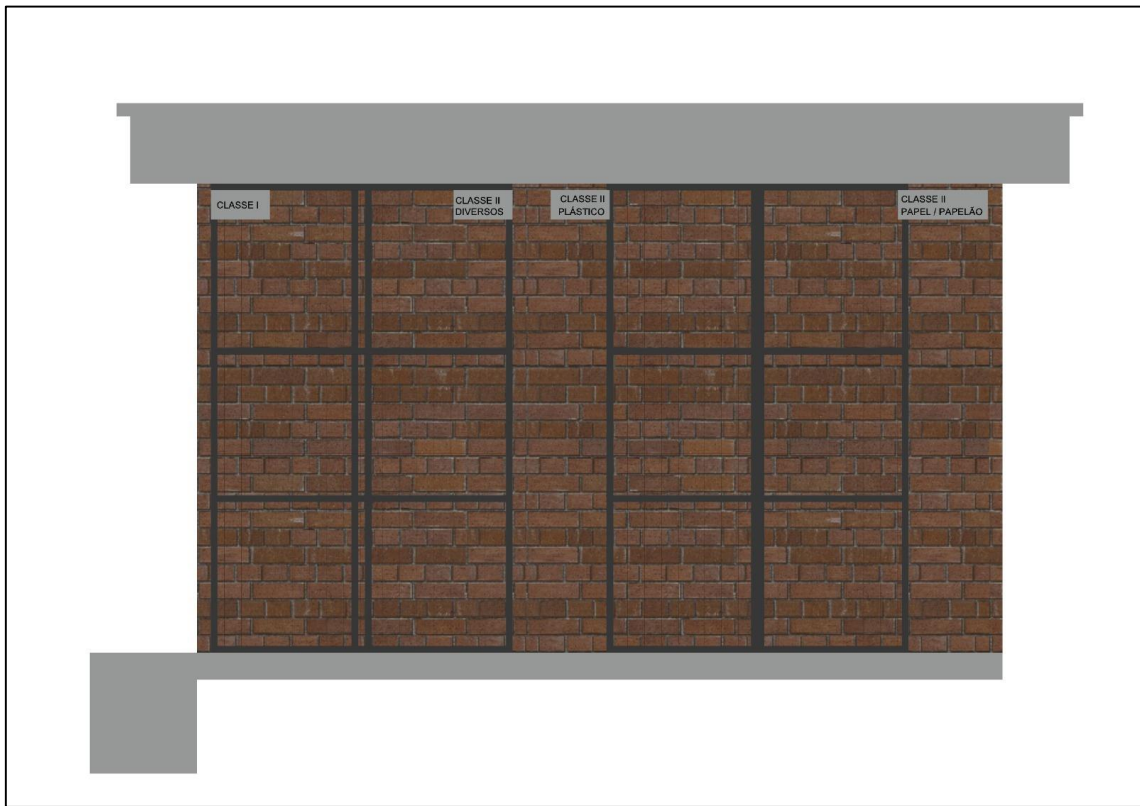 CLASSE I
CLASSE II
DIVERSOS
CLASSE II
PLÁSTICO
CLASSE II
PAPEL / PAPELÃO